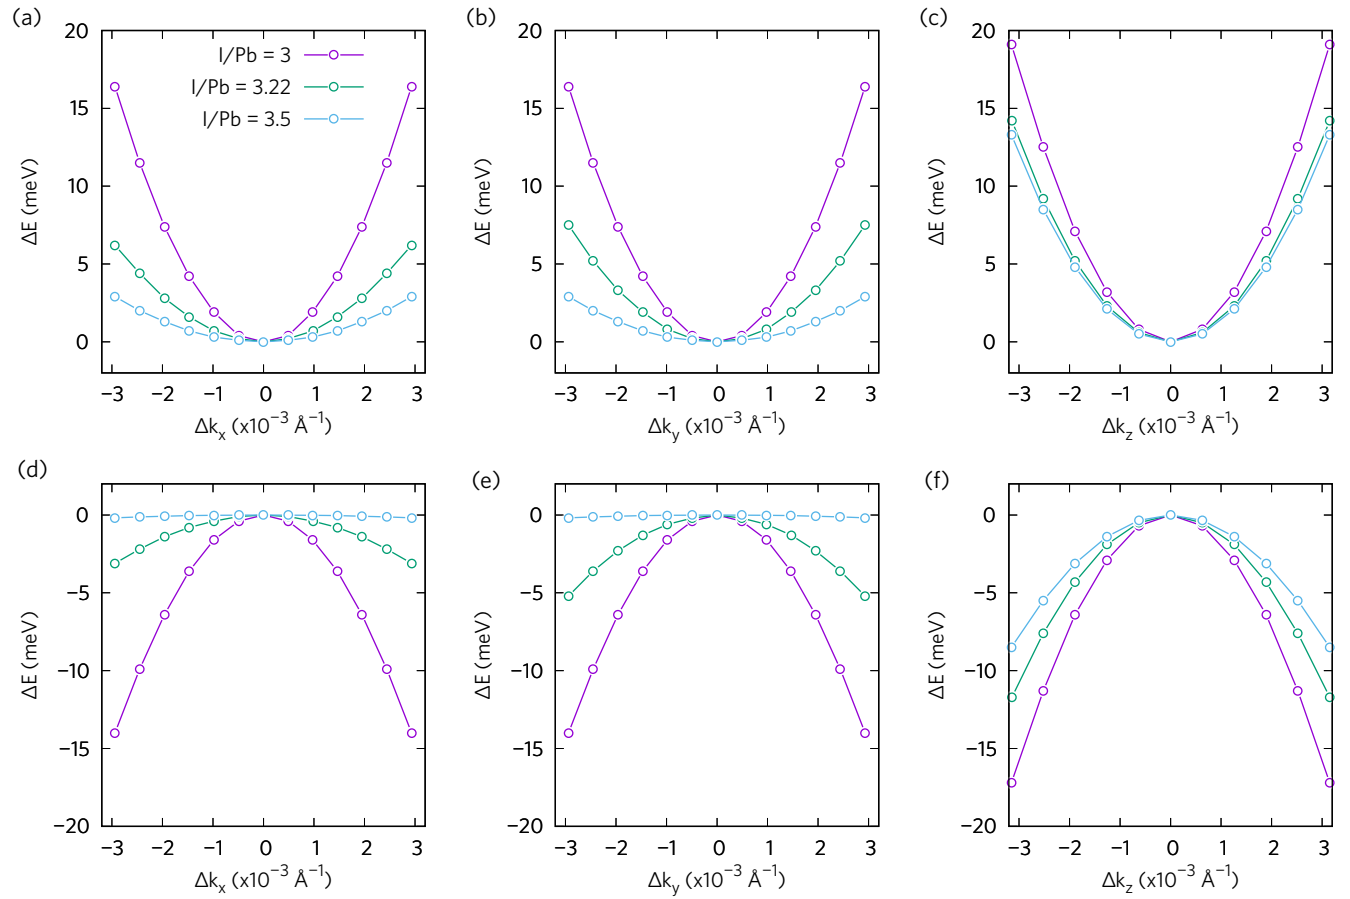 (a)
20
15
10
5
0
ΔE (meV)
I/Pb = 3
I/Pb = 3.22
I/Pb = 3.5
−3 −2 −1 0 1 2 3
Δkx (x10−3 Å−1)
(b)
20
15
10
5
0
ΔE (meV)
−3 −2 −1 0 1 2 3
Δky (x10−3 Å−1)
(c)
20
15
10
5
0
ΔE (meV)
−3 −2 −1 0 1 2 3
Δkz (x10−3 Å−1)
(d)
0
−5
−10
−15
−20
ΔE (meV)
−3 −2 −1 0 1 2 3
Δkx (x10−3 Å−1)
(e)
0
−5
−10
−15
−20
ΔE (meV)
−3 −2 −1 0 1 2 3
Δky (x10−3 Å−1)
(f)
0
−5
−10
−15
−20
ΔE (meV)
−3 −2 −1 0 1 2 3
Δkz (x10−3 Å−1)